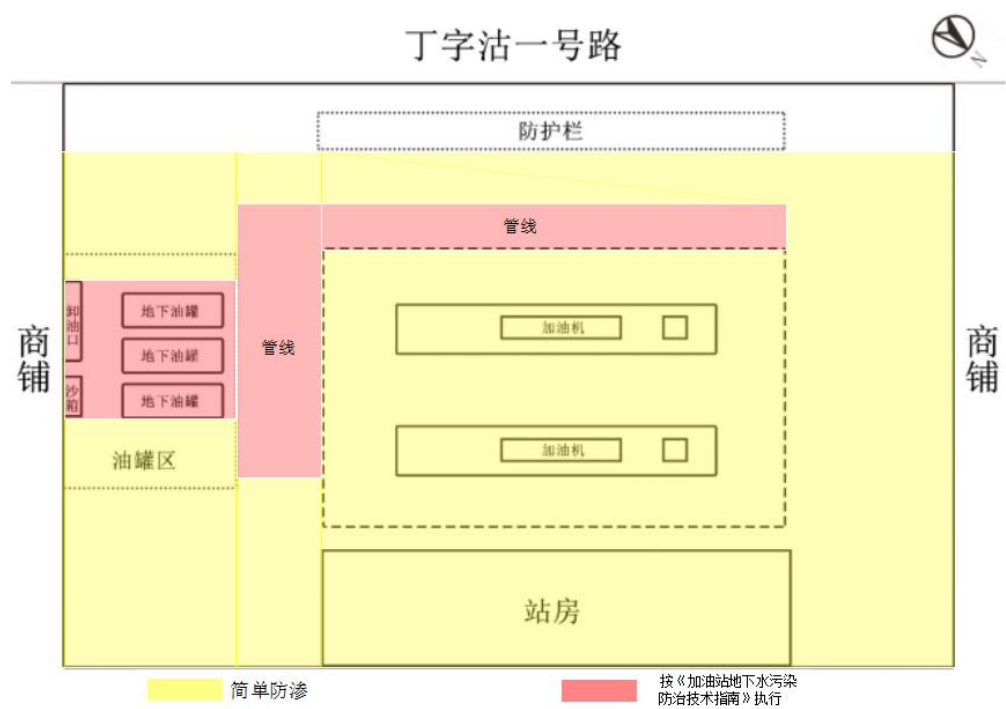 丁字沽一号路
N
防护栏
管线
卸油口
地下油罐
加油机
商铺
管线
地下油罐
商铺
沙箱
地下油罐
油罐区
加油机
站房
简单防渗
按《加油站地下水污染
防治技术指南》执行